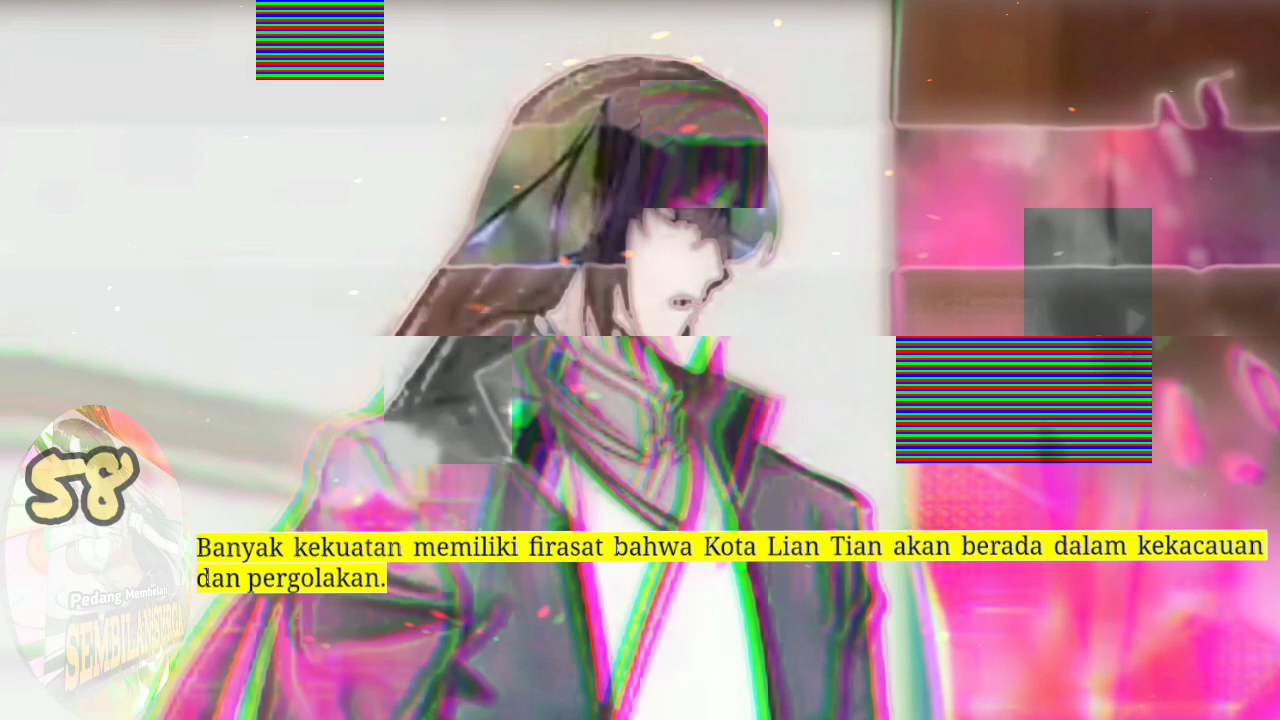 58
Pedang Membelah
SEMBILAN SURGA
Banyak kekuatan memiliki firasat bahwa Kota Lian Tian akan berada dalam kekacauan
dan pergolakan.